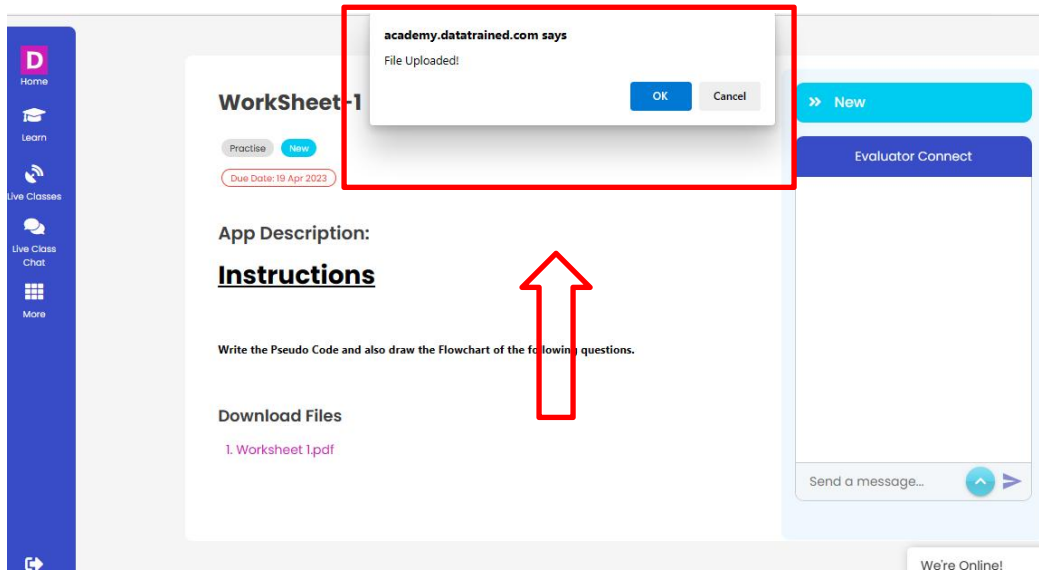 academy.datatrained.com says
File Uploaded!
OK Cancel
D
Home
Learn
Live Classes
Live Class
Chat
More
WorkSheet-1
Practise New
Due Date: 19 Apr 2023
App Description:
Instructions
Write the Pseudo Code and also draw the Flowchart of the following questions.
Download Files
1. Worksheet 1.pdf
New
Evaluator Connect
Send a message...
We're Online!